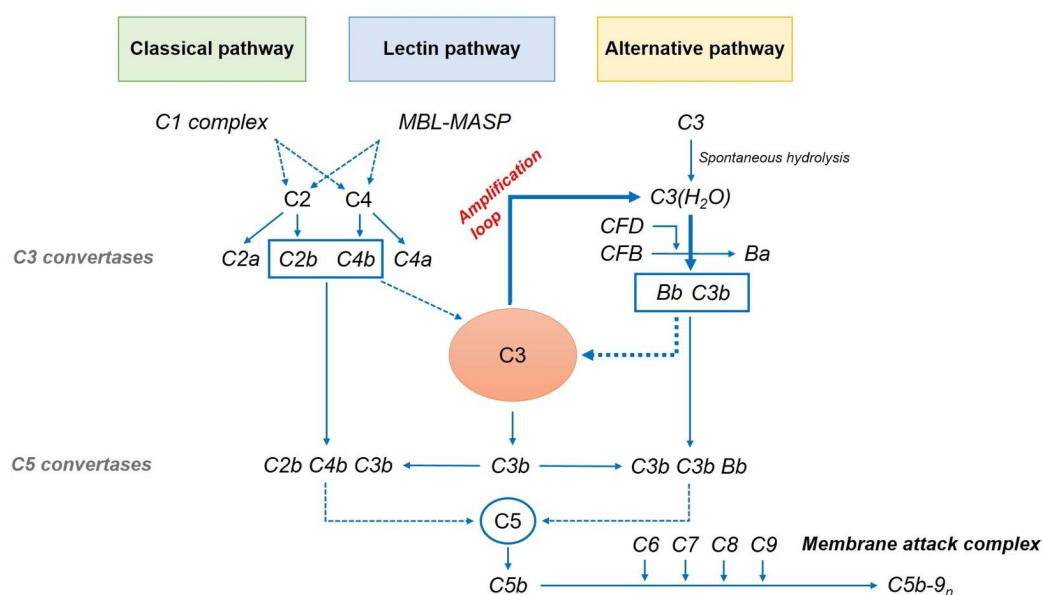 Classical pathway
Lectin pathway
Alternative pathway
C1 complex
MBL-MASP
C3
Spontaneous hydrolysis
Amplification
loop
C2
C4
C3(H₂O)
CFD
C3 convertases
C2a
C2b
C4b
C4a
CFB
Ba
Bb C3b
C3
C5 convertases
C2b C4b C3b
C3b
C3b C3b Bb
C5
C6
C7
C8
C9
Membrane attack complex
C5b
C5b-9ₙ